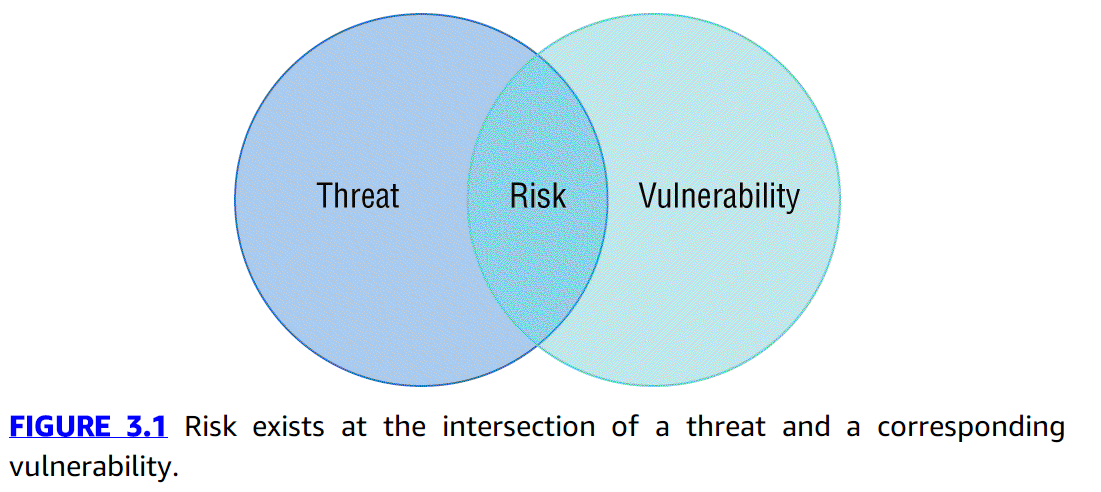 Threat
Risk
Vulnerability
FIGURE 3.1 Risk exists at the intersection of a threat and a corresponding
vulnerability.